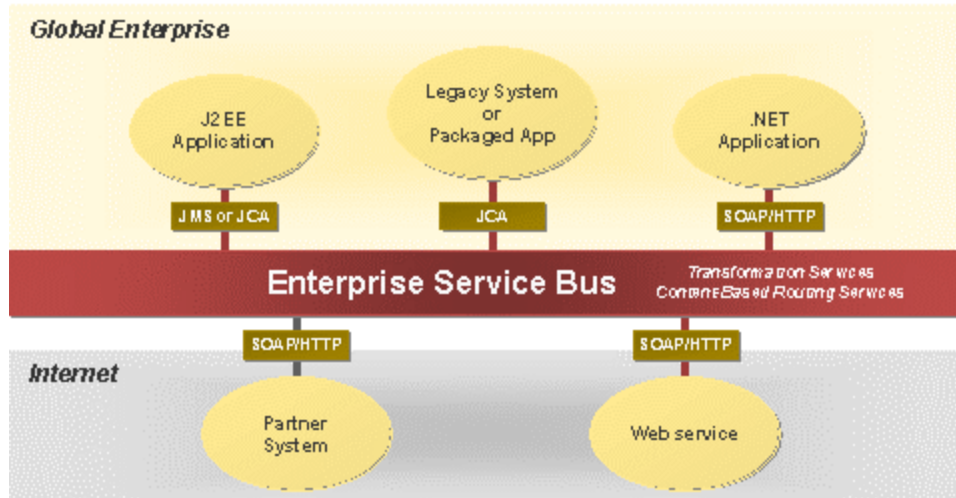 Global Enterprise
J2EE
Application
Legacy System
or
Packaged App
.NET
Application
JMS or JCA
JCA
SOAP/HTTP
Enterprise Service Bus
Transformation Services
Content Based Routing Services
SOAP/HTTP
SOAP/HTTP
Internet
Partner
System
Web service